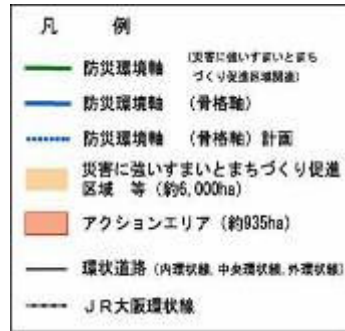 凡 例
防災環境軸 (災害に強いすまいとまち
づくり促進区域関連)
防災環境軸 (骨格軸)
防災環境軸 (骨格軸) 計画
災害に強いすまいとまちづくり促進
区域 等 (約6,000ha)
アクションエリア (約935ha)
環状道路 (内環状線, 中央環状線, 外環状線)
JR大阪環状線